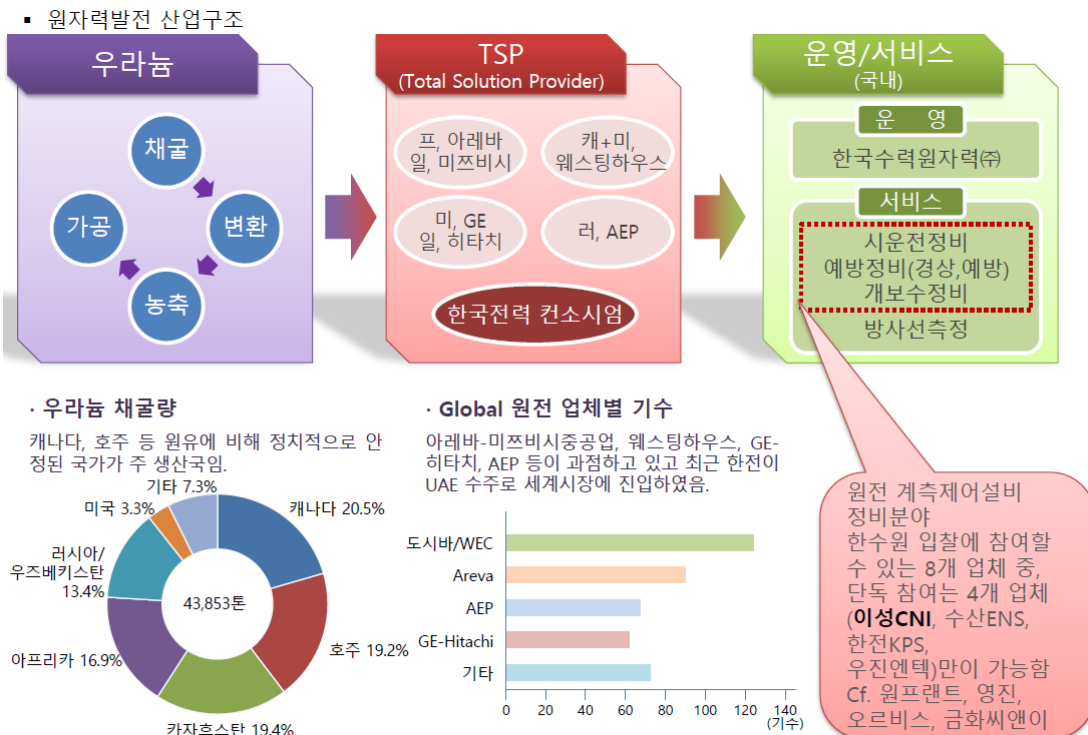 ▪ 원자력발전 산업구조
우라늄
채굴
변환
농축
가공
TSP
(Total Solution Provider)
프, 아레바
일, 미쯔비시
캐+미,
웨스팅하우스
미, GE
일, 히타치
러, AEP
한국전력 컨소시엄
운영/서비스
(국내)
운 영
한국수력원자력㈜
서비스
시운전정비
예방정비(경상,예방)
개보수정비
방사선측정
· 우라늄 채굴량
캐나다, 호주 등 원유에 비해 정치적으로 안
정된 국가가 주 생산국임.
기타 7.3%
미국 3.3%
캐나다 20.5%
러시아/
우즈베키스탄
13.4%
43,853톤
아프리카 16.9%
호주 19.2%
카자흐스탄 19.4%
· Global 원전 업체별 기수
아레바-미쯔비시중공업, 웨스팅하우스, GE-
히타치, AEP 등이 과점하고 있고 최근 한전이
UAE 수주로 세계시장에 진입하였음.
도시바/WEC
Areva
AEP
GE-Hitachi
기타
0 20 40 60 80 100 120 140
(기수)
원전 계측제어설비
정비분야
한수원 입찰에 참여할
수 있는 8개 업체 중,
단독 참여는 4개 업체
(이성CNI, 수산ENS,
한전KPS,
우진엔텍)만이 가능함
Cf. 원프랜트, 영진,
오르비스, 금화씨앤이